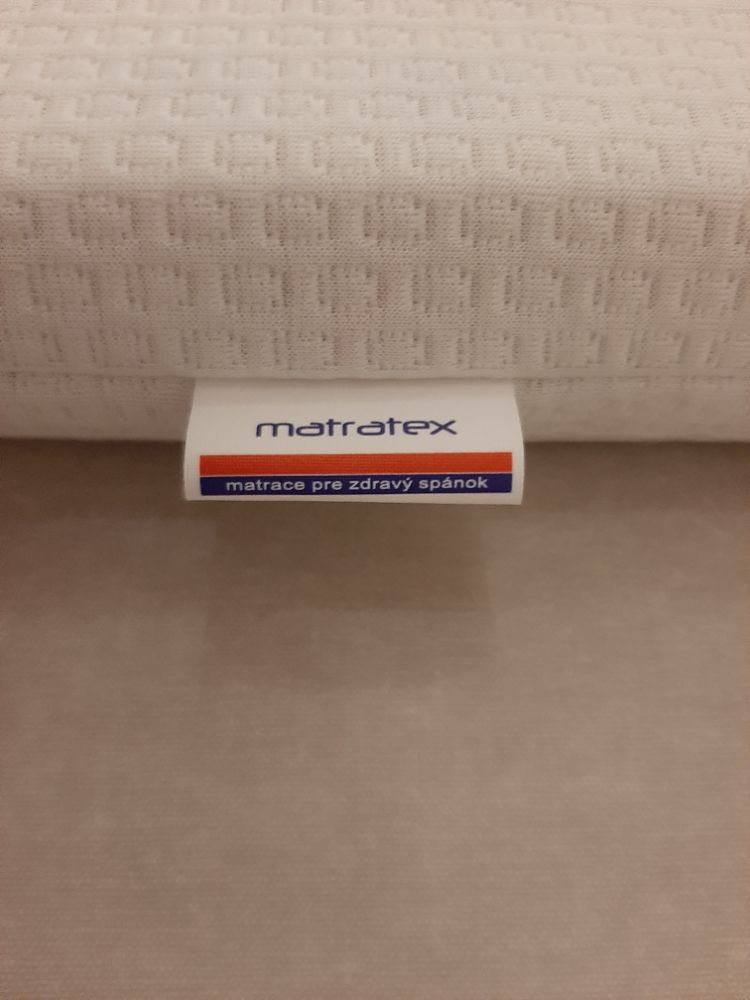 matratex
matrace pre zdravý spánok